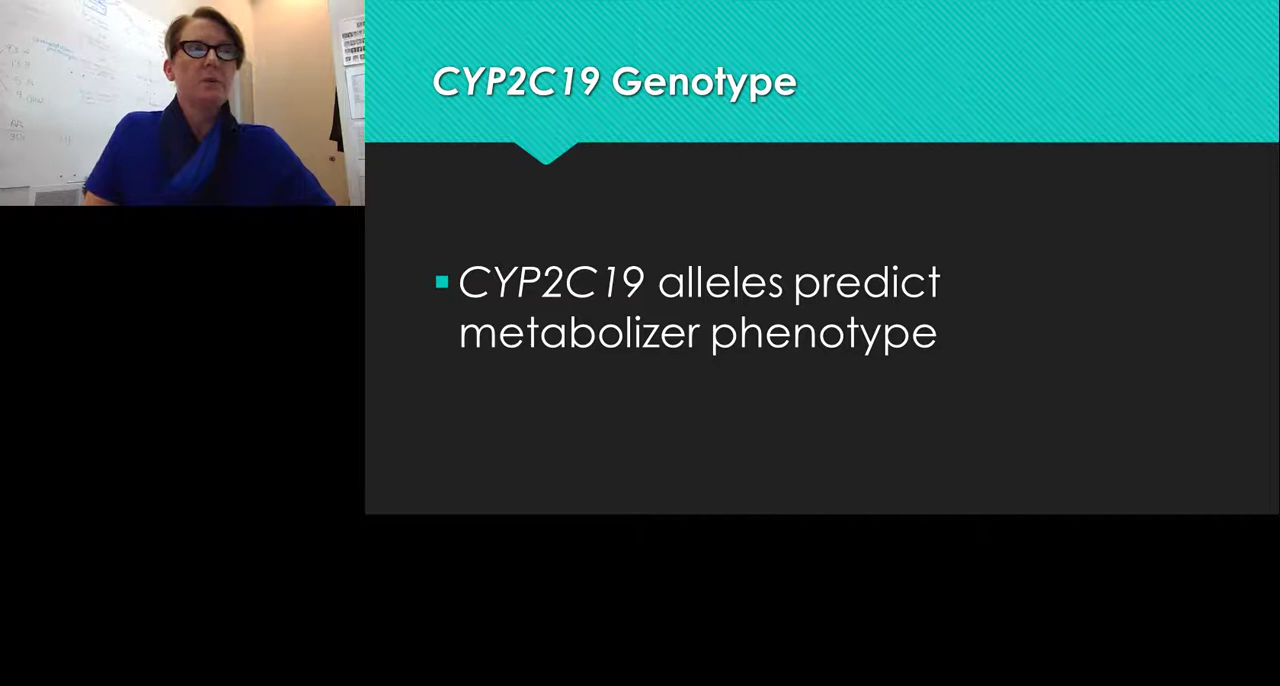 CYP2C19 Genotype
▪ CYP2C19 alleles predict
metabolizer phenotype